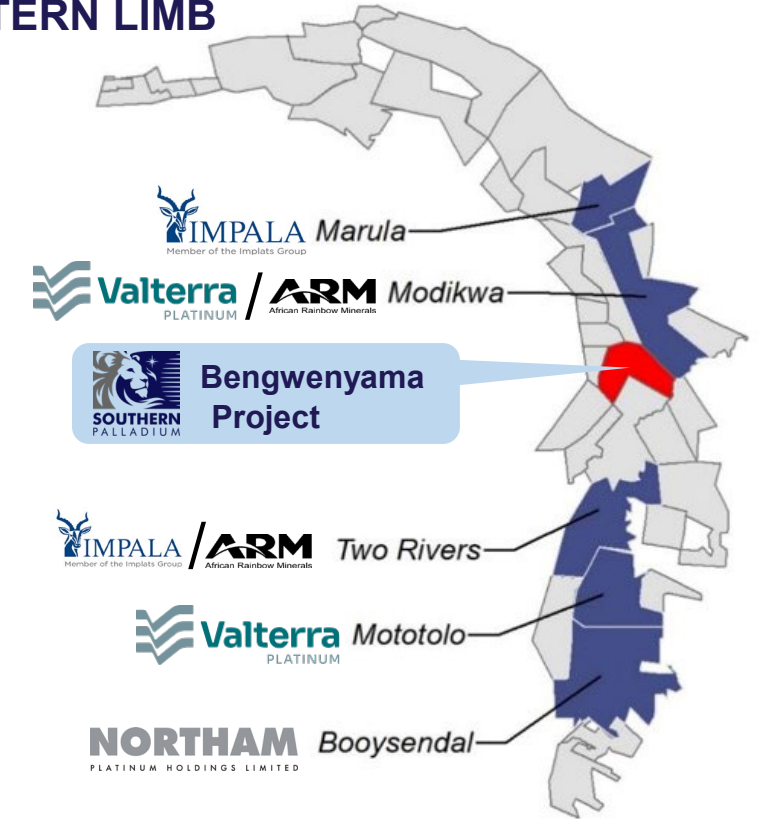 TERN LIMB
IMPALA Marula
Member of the Implats Group
Valterra / ARM Modikwa
PLATINUM African Rainbow Minerals
Bengwenyama
Project
SOUTHERN
PALLADIUM
IMPALA / ARM Two Rivers
Member of the Implats Group African Rainbow Minerals
Valterra Mototolo
PLATINUM
NORTHAM Booysendal
PLATINUM HOLDINGS LIMITED